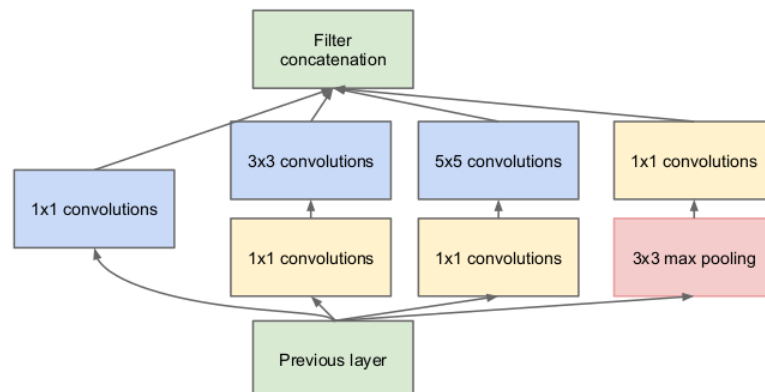 Filter
concatenation
3x3 convolutions
5x5 convolutions
1x1 convolutions
1x1 convolutions
1x1 convolutions
1x1 convolutions
3x3 max pooling
Previous layer